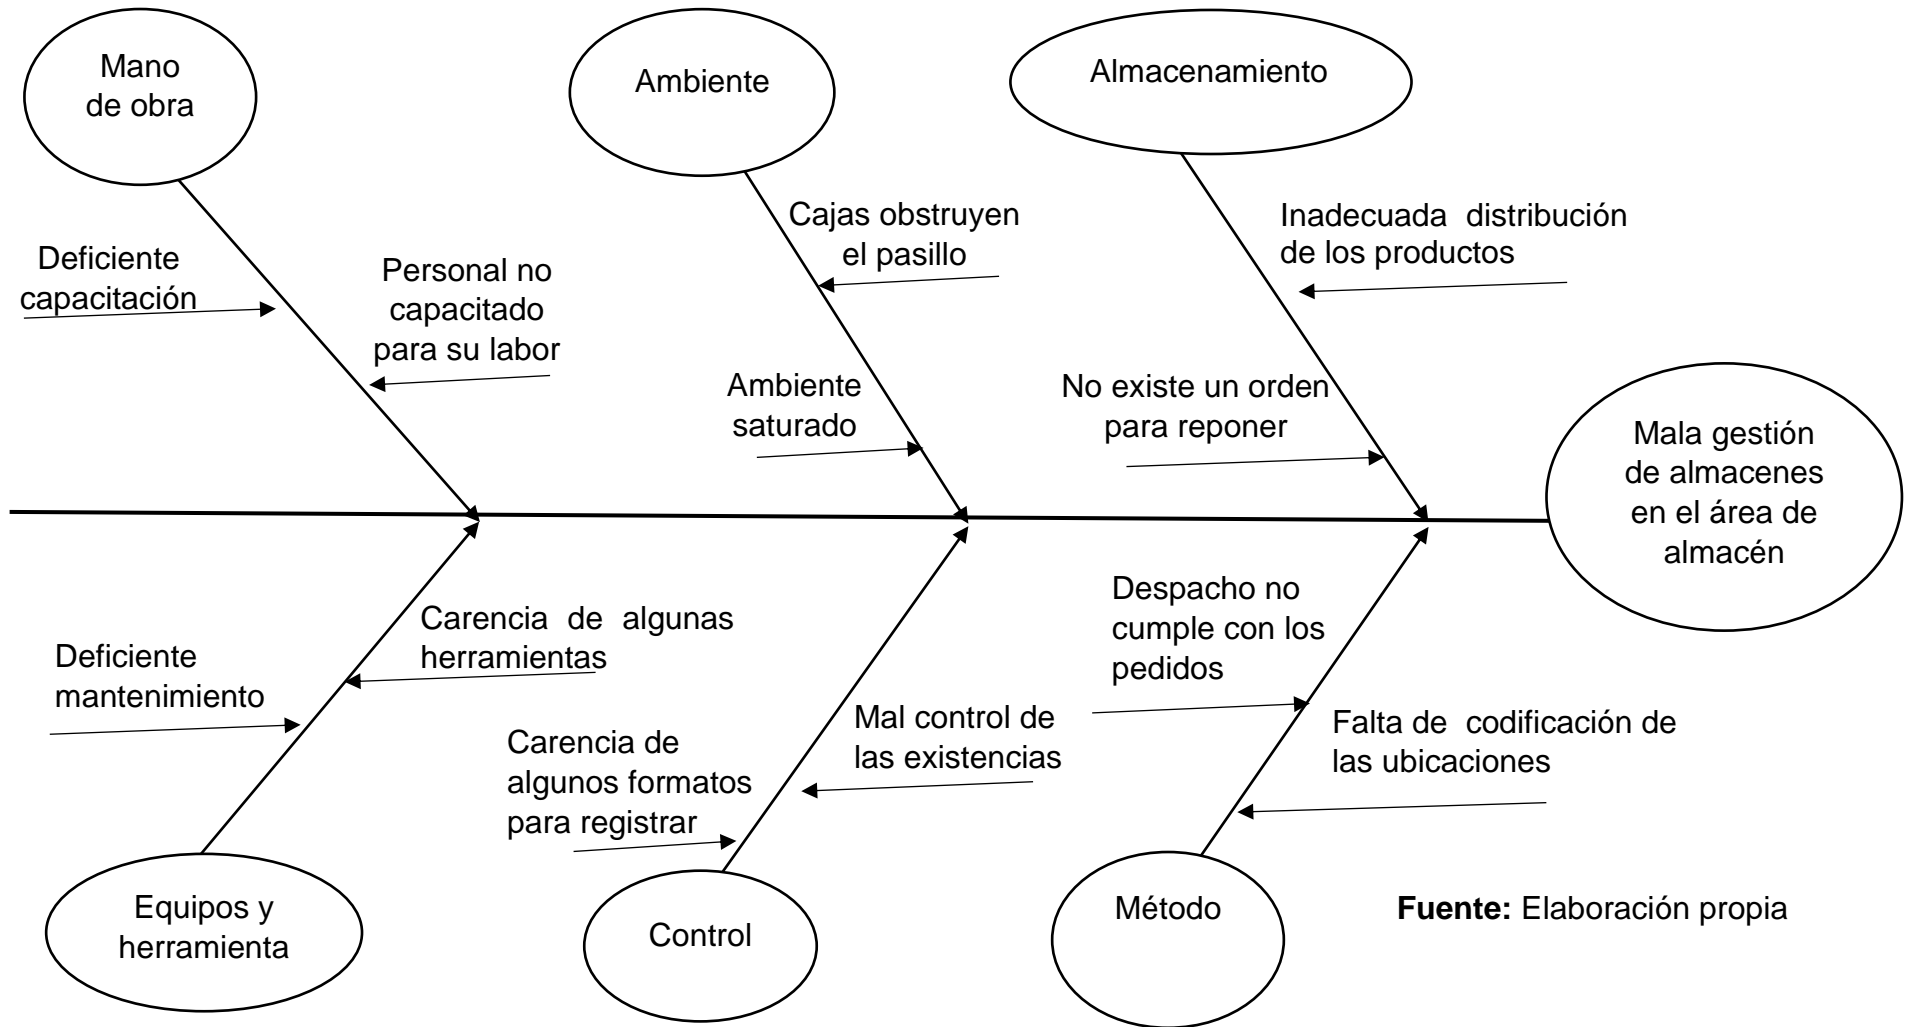 Mano
de obra
Ambiente
Almacenamiento
Deficiente
capacitación
Personal no
capacitado
para su labor
Cajas obstruyen
el pasillo
Ambiente
saturado
Inadecuada distribución
de los productos
No existe un orden
para reponer
Mala gestión
de almacenes
en el área de
almacén
Deficiente
mantenimiento
Carencia de algunas
herramientas
Carencia de
algunos formatos
para registrar
Mal control de
las existencias
Despacho no
cumple con los
pedidos
Falta de codificación de
las ubicaciones
Equipos y
herramienta
Control
Método
Fuente: Elaboración propia